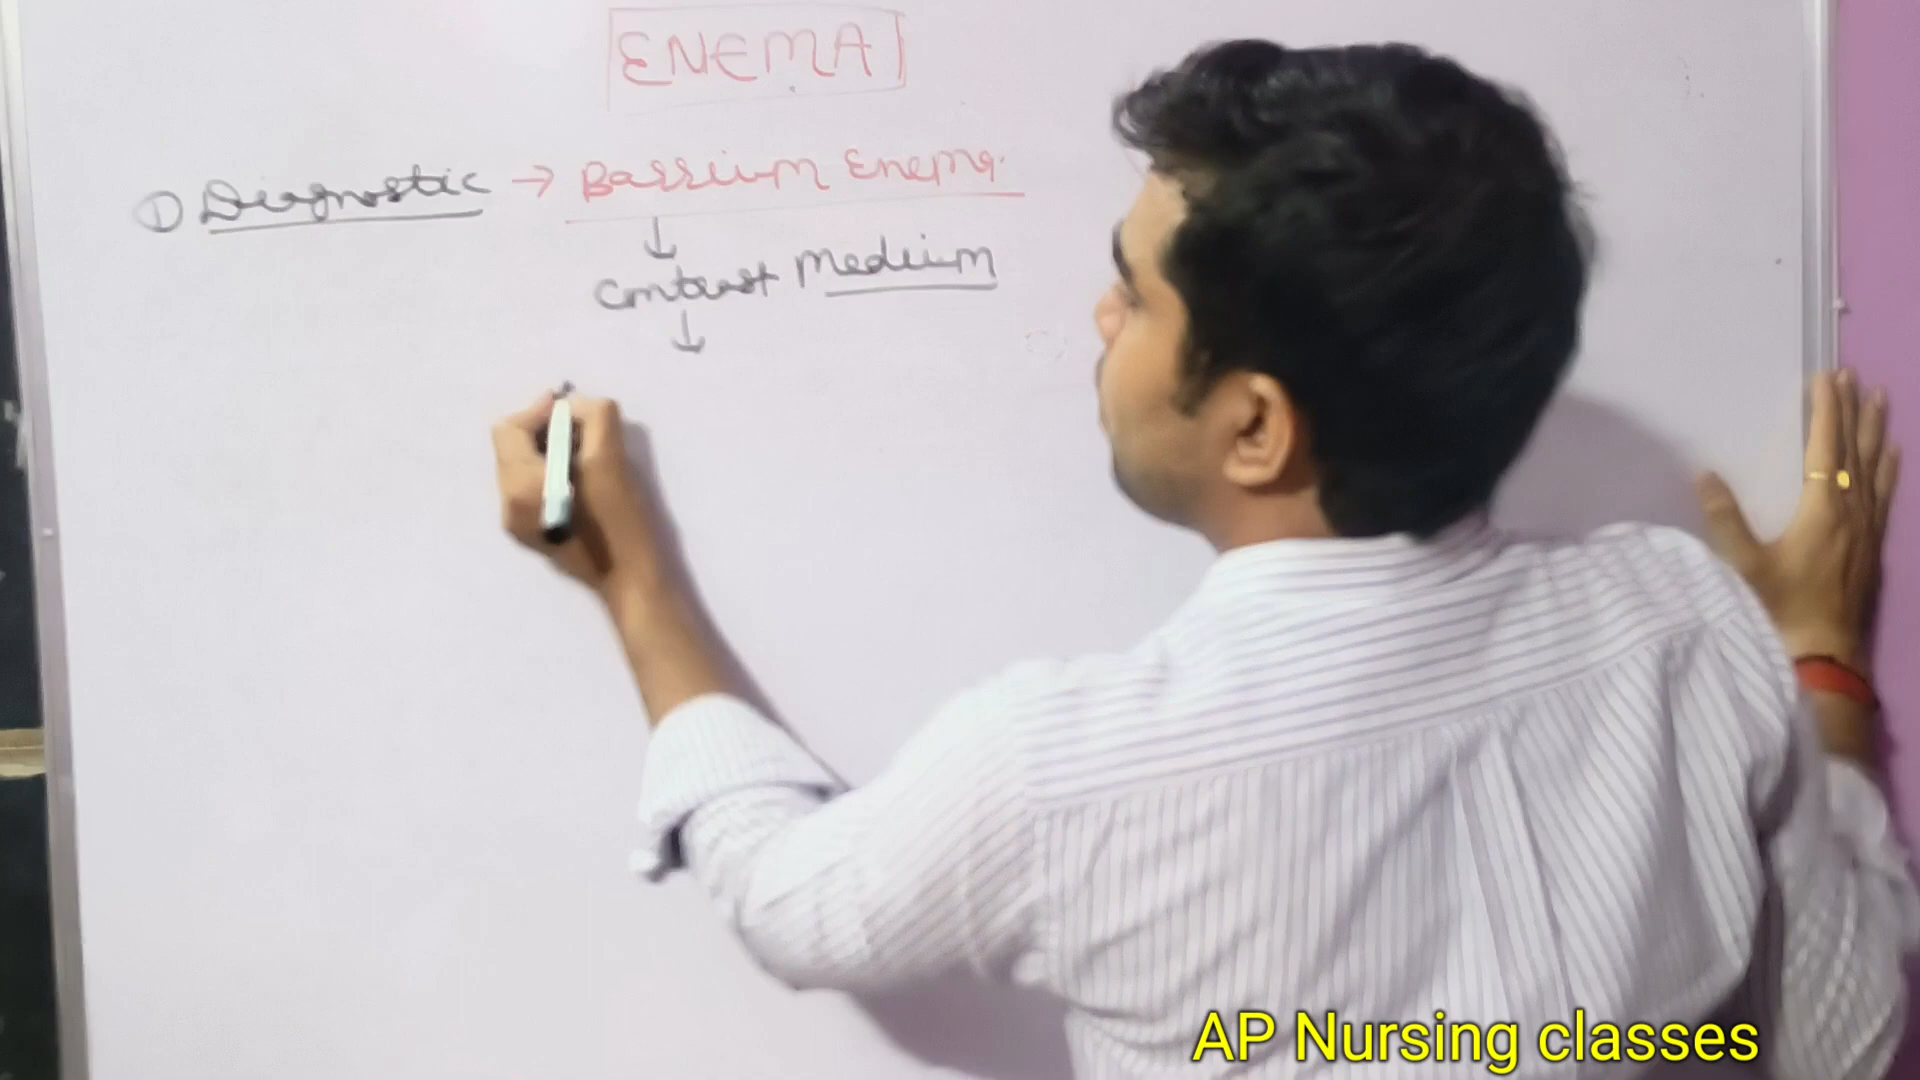 ENEMA
① Diagnostic → Barrium Enema.
↓
Contrast Medium
↓
AP Nursing classes